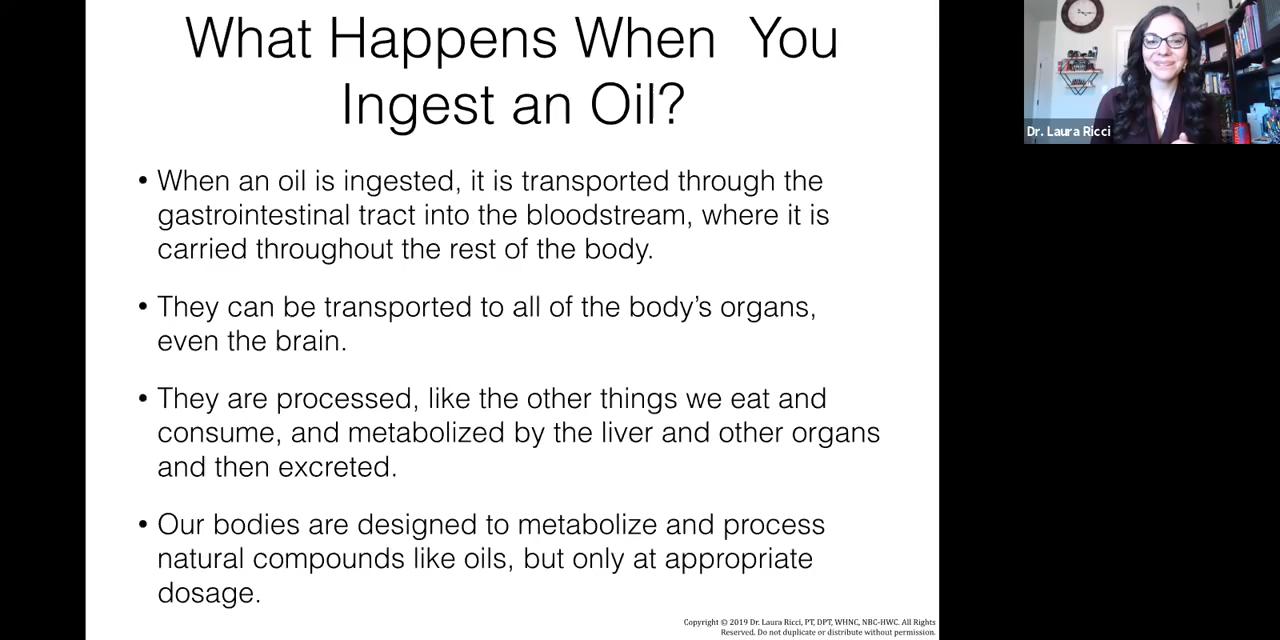 What Happens When  You
Ingest an Oil?
• When an oil is ingested, it is transported through the
gastrointestinal tract into the bloodstream, where it is
carried throughout the rest of the body.
• They can be transported to all of the body’s organs,
even the brain.
• They are processed, like the other things we eat and
consume, and metabolized by the liver and other organs
and then excreted.
• Our bodies are designed to metabolize and process
natural compounds like oils, but only at appropriate
dosage.
Copyright © 2019 Dr. Laura Ricci, PT, DPT, WHNC, NBC-HWC. All Rights
Reserved. Do not duplicate or distribute without permission.
Dr. Laura Ricci